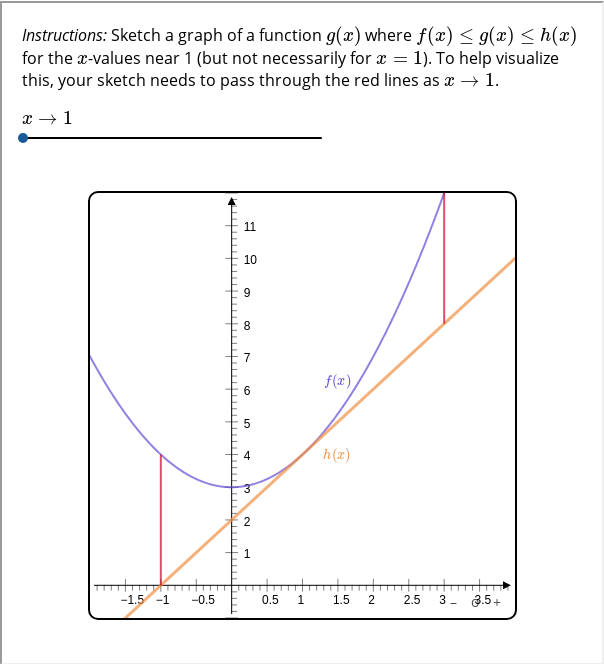 Instructions: Sketch a graph of a function g(x) where f(x) ≤ g(x) ≤ h(x)
for the x-values near 1 (but not necessarily for x = 1). To help visualize
this, your sketch needs to pass through the red lines as x → 1.
x → 1
11
10
9
8
7
f(x)
6
5
4
h(x)
3
2
1
−1.5 −1 −0.5 0.5 1 1.5 2 2.5 3 3.5
− +